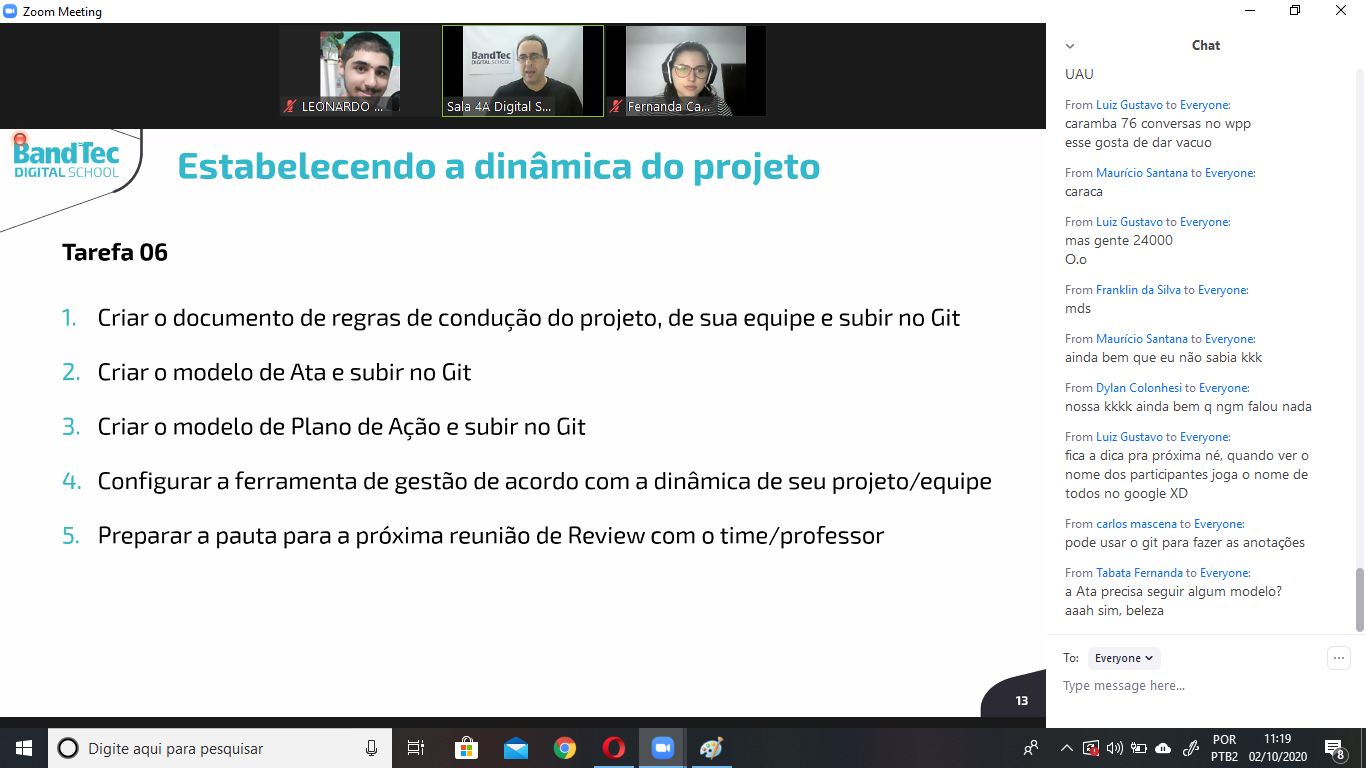 Zoom Meeting
LEONARDO ...
BandTec
DIGITAL SCHOOL
Sala 4A Digital S...
Fernanda Ca...
BandTec
DIGITAL SCHOOL
Estabelecendo a dinâmica do projeto
Tarefa 06
1. Criar o documento de regras de condução do projeto, de sua equipe e subir no Git
2. Criar o modelo de Ata e subir no Git
3. Criar o modelo de Plano de Ação e subir no Git
4. Configurar a ferramenta de gestão de acordo com a dinâmica de seu projeto/equipe
5. Preparar a pauta para a próxima reunião de Review com o time/professor
13
Chat
UAU
From Luiz Gustavo to Everyone:
caramba 76 conversas no wpp
esse gosta de dar vacuo
From Maurício Santana to Everyone:
caraca
From Luiz Gustavo to Everyone:
mas gente 24000
O.o
From Franklin da Silva to Everyone:
mds
From Maurício Santana to Everyone:
ainda bem que eu não sabia kkk
From Dylan Colonhesi to Everyone:
nossa kkkk ainda bem q ngm falou nada
From Luiz Gustavo to Everyone:
fica a dica pra próxima né, quando ver o
nome dos participantes joga o nome de
todos no google XD
From carlos mascena to Everyone:
pode usar o git para fazer as anotações
From Tabata Fernanda to Everyone:
a Ata precisa seguir algum modelo?
aaah sim, beleza
To: Everyone
Type message here...
Digite aqui para pesquisar
POR
PTB2
11:19
02/10/2020
8